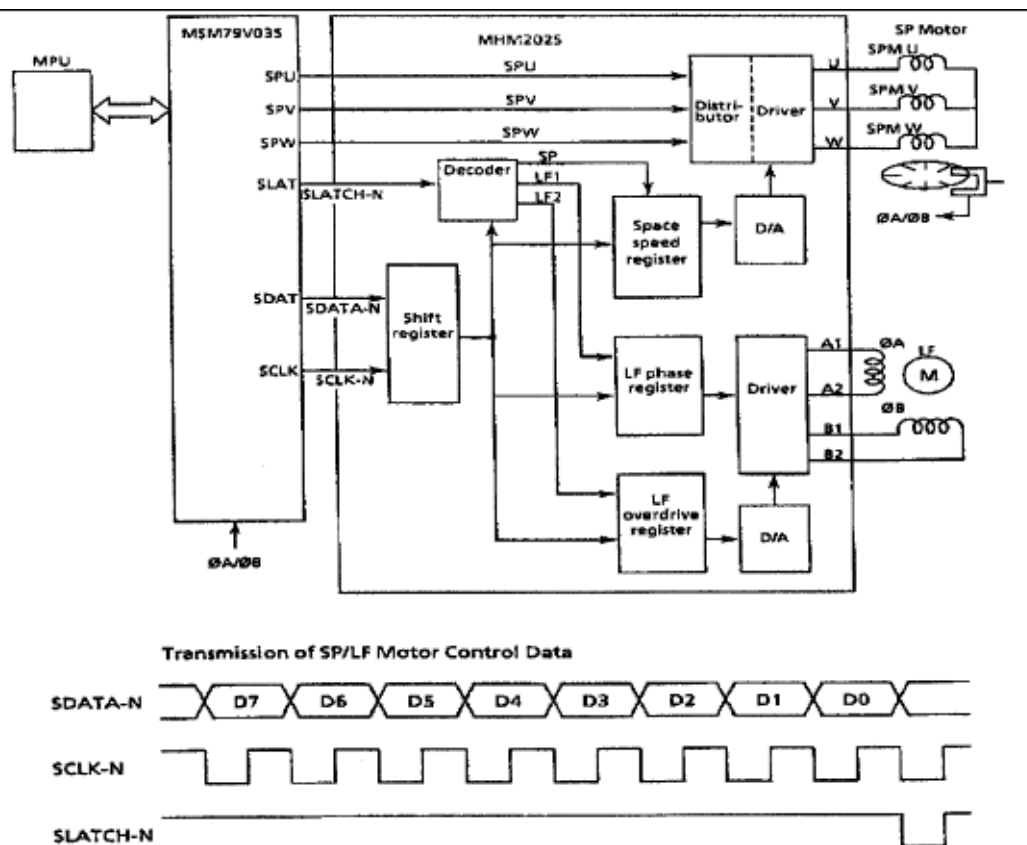 MSM79V035
MHM2025
SP Motor
MPU
SPU
SPU
U
SPM U
SPV
SPV
Distri-
butor
Driver
V
SPM V
SPW
SPW
W
SPM W
SLAT
SLATCH-N
Decoder
SP
LF1
LF2
Space
speed
register
D/A
ØA/ØB
SDAT
SDATA-N
Shift
register
SCLK
SCLK-N
LF phase
register
Driver
A1
ØA
LF
M
A2
ØB
B1
B2
LF
overdrive
register
D/A
ØA/ØB
Transmission of SP/LF Motor Control Data
SDATA-N
D7
D6
D5
D4
D3
D2
D1
D0
SCLK-N
SLATCH-N